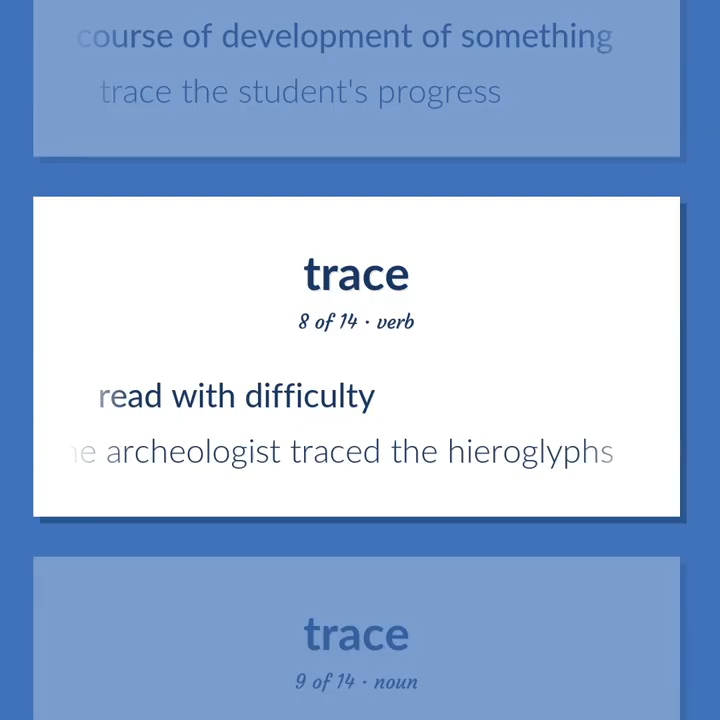 course of development of something
trace the student's progress
trace
8 of 14 · verb
read with difficulty
archeologist traced the hieroglyphs
trace
9 of 14 · noun